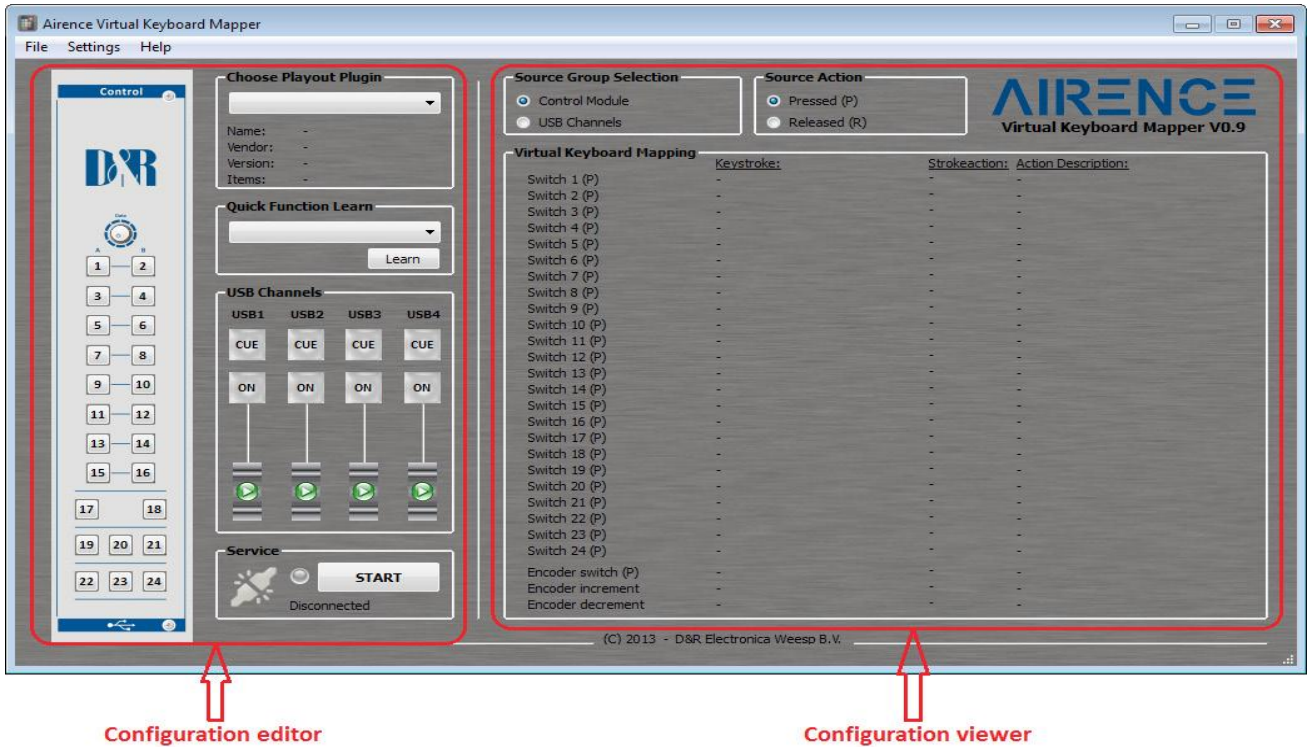 Airence Virtual Keyboard Mapper
File Settings Help
Control
D&R
Data
A B
1 2
3 4
5 6
7 8
9 10
11 12
13 14
15 16
17 18
19 20 21
22 23 24
Choose Playout Plugin
Name: -
Vendor: -
Version: -
Items: -
Quick Function Learn
Learn
USB Channels
USB1 USB2 USB3 USB4
CUE CUE CUE CUE
ON ON ON ON
Service
START
Disconnected
Source Group Selection
Control Module
USB Channels
Source Action
Pressed (P)
Released (R)
AIRENCE
Virtual Keyboard Mapper V0.9
Virtual Keyboard Mapping
Keystroke: Strokeaction: Action Description:
Switch 1 (P) - - -
Switch 2 (P) - - -
Switch 3 (P) - - -
Switch 4 (P) - - -
Switch 5 (P) - - -
Switch 6 (P) - - -
Switch 7 (P) - - -
Switch 8 (P) - - -
Switch 9 (P) - - -
Switch 10 (P) - - -
Switch 11 (P) - - -
Switch 12 (P) - - -
Switch 13 (P) - - -
Switch 14 (P) - - -
Switch 15 (P) - - -
Switch 16 (P) - - -
Switch 17 (P) - - -
Switch 18 (P) - - -
Switch 19 (P) - - -
Switch 20 (P) - - -
Switch 21 (P) - - -
Switch 22 (P) - - -
Switch 23 (P) - - -
Switch 24 (P) - - -
Encoder switch (P) - - -
Encoder increment - - -
Encoder decrement - - -
(C) 2013 - D&R Electronica Weesp B.V.
Configuration editor
Configuration viewer